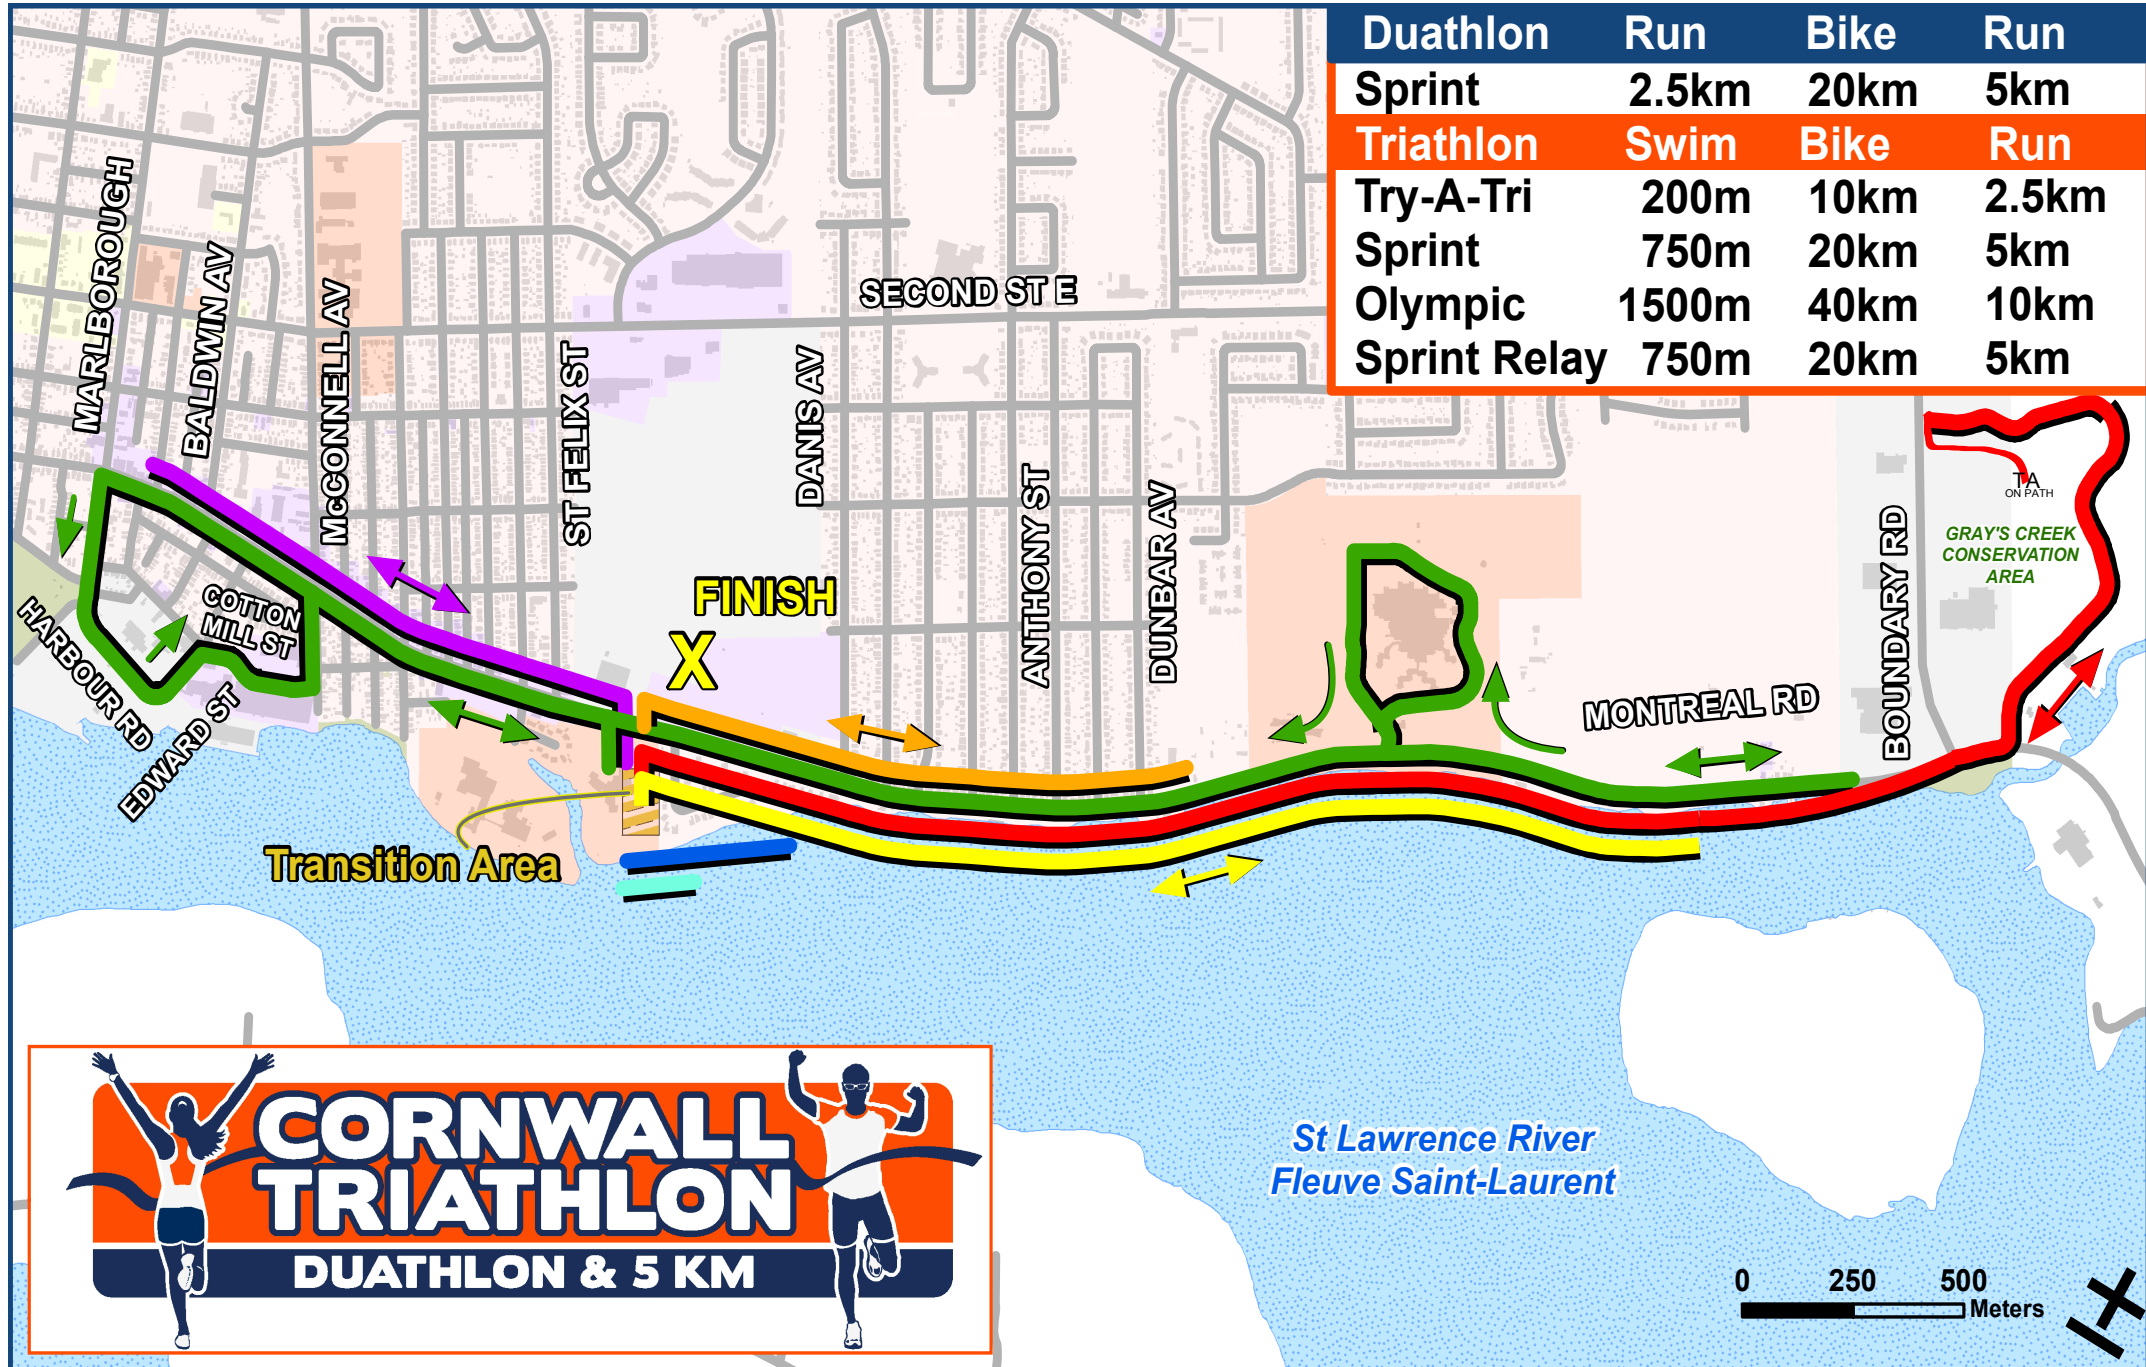 Duathlon Run Bike Run
Sprint 2.5km 20km 5km
Triathlon Swim Bike Run
Try-A-Tri 200m 10km 2.5km
Sprint 750m 20km 5km
Olympic 1500m 40km 10km
Sprint Relay 750m 20km 5km
MARLBOROUGH
BALDWIN AV
McCONNELL AV
ST FELIX ST
SECOND ST E
DANIS AV
ANTHONY ST
DUNBAR AV
BOUNDARY RD
TA
ON PATH
GRAY'S CREEK
CONSERVATION
AREA
FINISH
X
COTTON
MILL ST
HARBOUR RD
EDWARD ST
MONTREAL RD
Transition Area
St Lawrence River
Fleuve Saint-Laurent
CORNWALL
TRIATHLON
DUATHLON & 5 KM
0 250 500
Meters